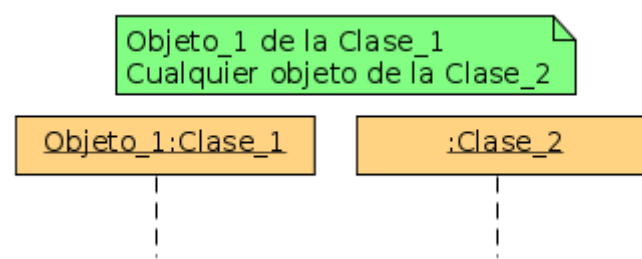 Objeto_1 de la Clase_1
Cualquier objeto de la Clase_2
Objeto_1:Clase_1
:Clase_2